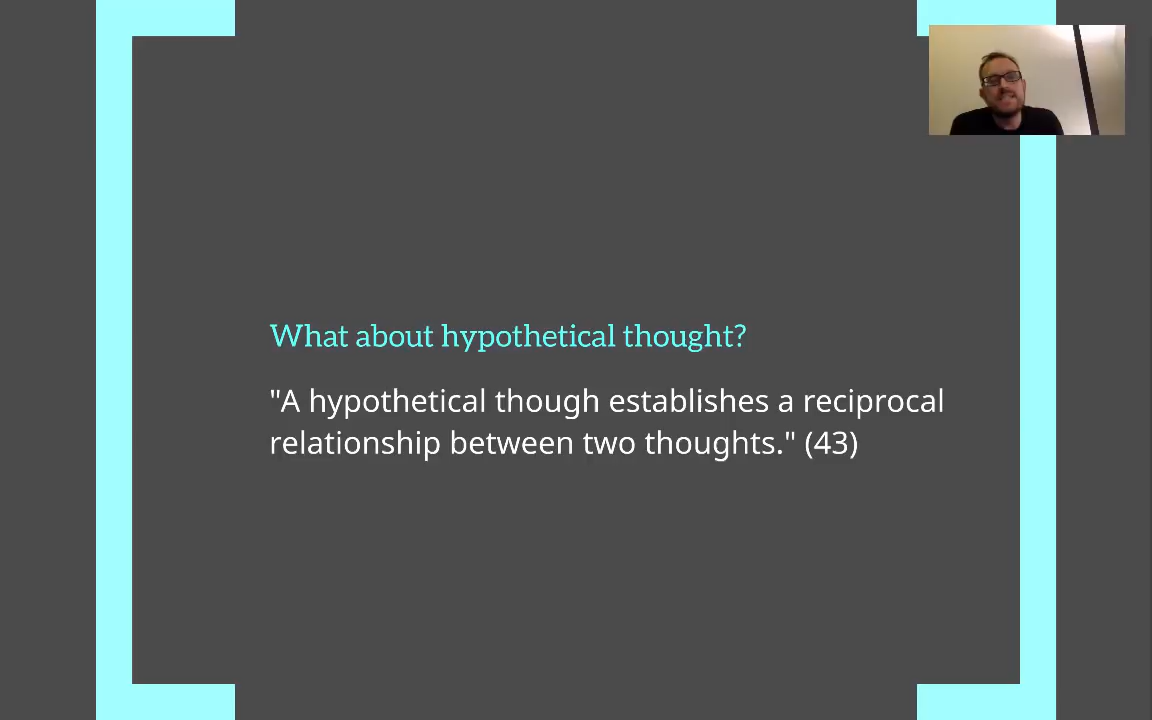 What about hypothetical thought?
"A hypothetical though establishes a reciprocal
relationship between two thoughts." (43)